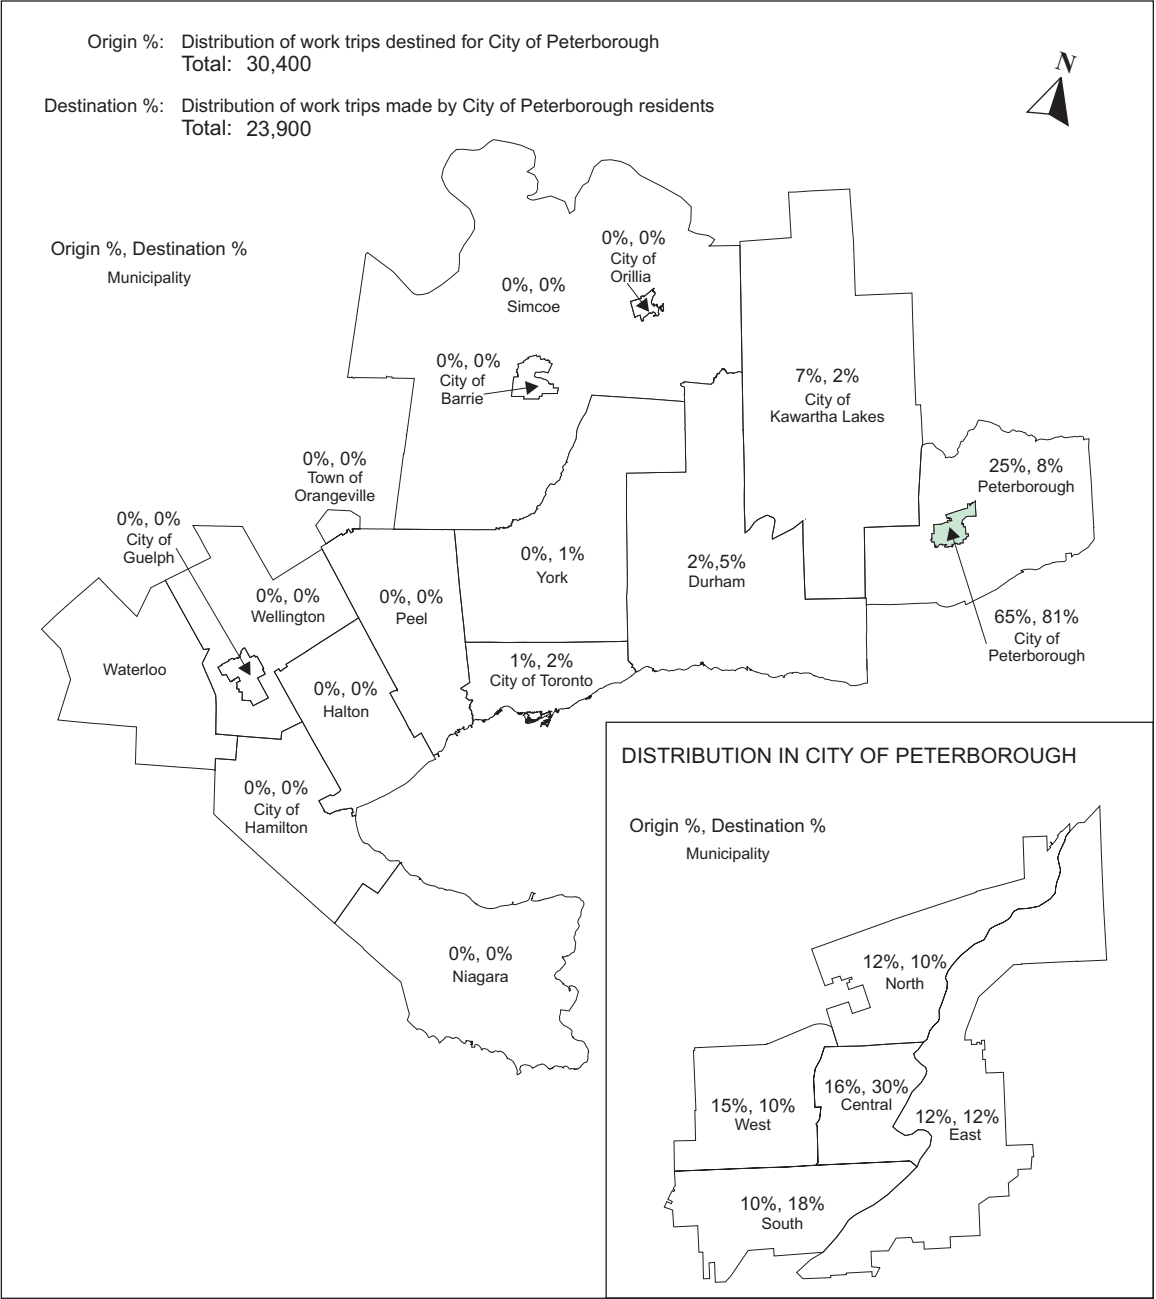 Origin %: Distribution of work trips destined for City of Peterborough
Total: 30,400
Destination %: Distribution of work trips made by City of Peterborough residents
Total: 23,900
N
Origin %, Destination %
Municipality
0%, 0%
City of
Orillia
0%, 0%
Simcoe
0%, 0%
City of
Barrie
7%, 2%
City of
Kawartha Lakes
25%, 8%
Peterborough
0%, 0%
Town of
Orangeville
0%, 0%
City of
Guelph
0%, 0%
Wellington
0%, 0%
Peel
0%, 1%
York
2%,5%
Durham
65%, 81%
City of
Peterborough
Waterloo
0%, 0%
Halton
1%, 2%
City of Toronto
0%, 0%
City of
Hamilton
0%, 0%
Niagara
DISTRIBUTION IN CITY OF PETERBOROUGH
Origin %, Destination %
Municipality
12%, 10%
North
15%, 10%
West
16%, 30%
Central
12%, 12%
East
10%, 18%
South